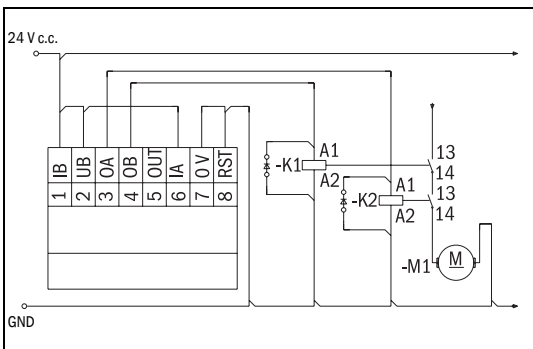 24 V c.c.
IB UB OA OB OUT IA 0 V RST
1 2 3 4 5 6 7 8
-K1 A1 A2
13
14
-K2 A1 A2
13
14
-M1 M
GND